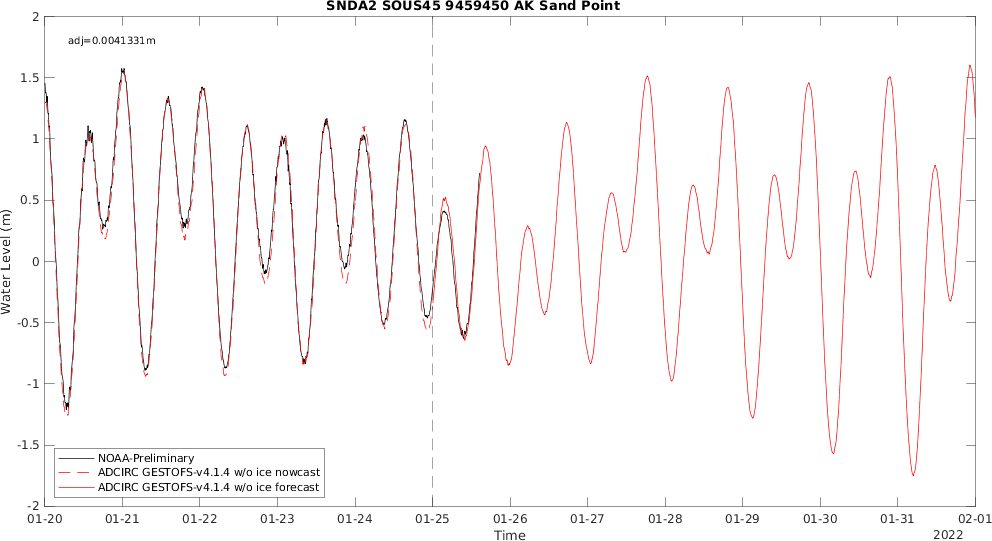 SNDA2 SOUS45 9459450 AK Sand Point
adj=0.0041331m
Water Level (m)
2
1.5
1
0.5
0
-0.5
-1
-1.5
-2
NOAA-Preliminary
ADCIRC GESTOFS-v4.1.4 w/o ice nowcast
ADCIRC GESTOFS-v4.1.4 w/o ice forecast
01-20 01-21 01-22 01-23 01-24 01-25 01-26 01-27 01-28 01-29 01-30 01-31 02-01
Time
2022